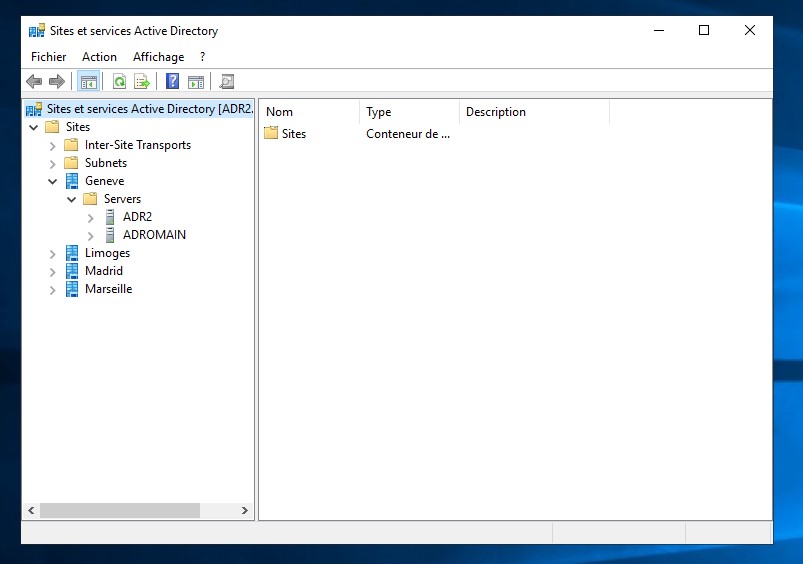 Sites et services Active Directory
Fichier Action Affichage ?
Sites et services Active Directory [ADR2.
Sites
Inter-Site Transports
Subnets
Geneve
Servers
ADR2
ADROMAIN
Limoges
Madrid
Marseille
Nom Type Description
Sites Conteneur de ...